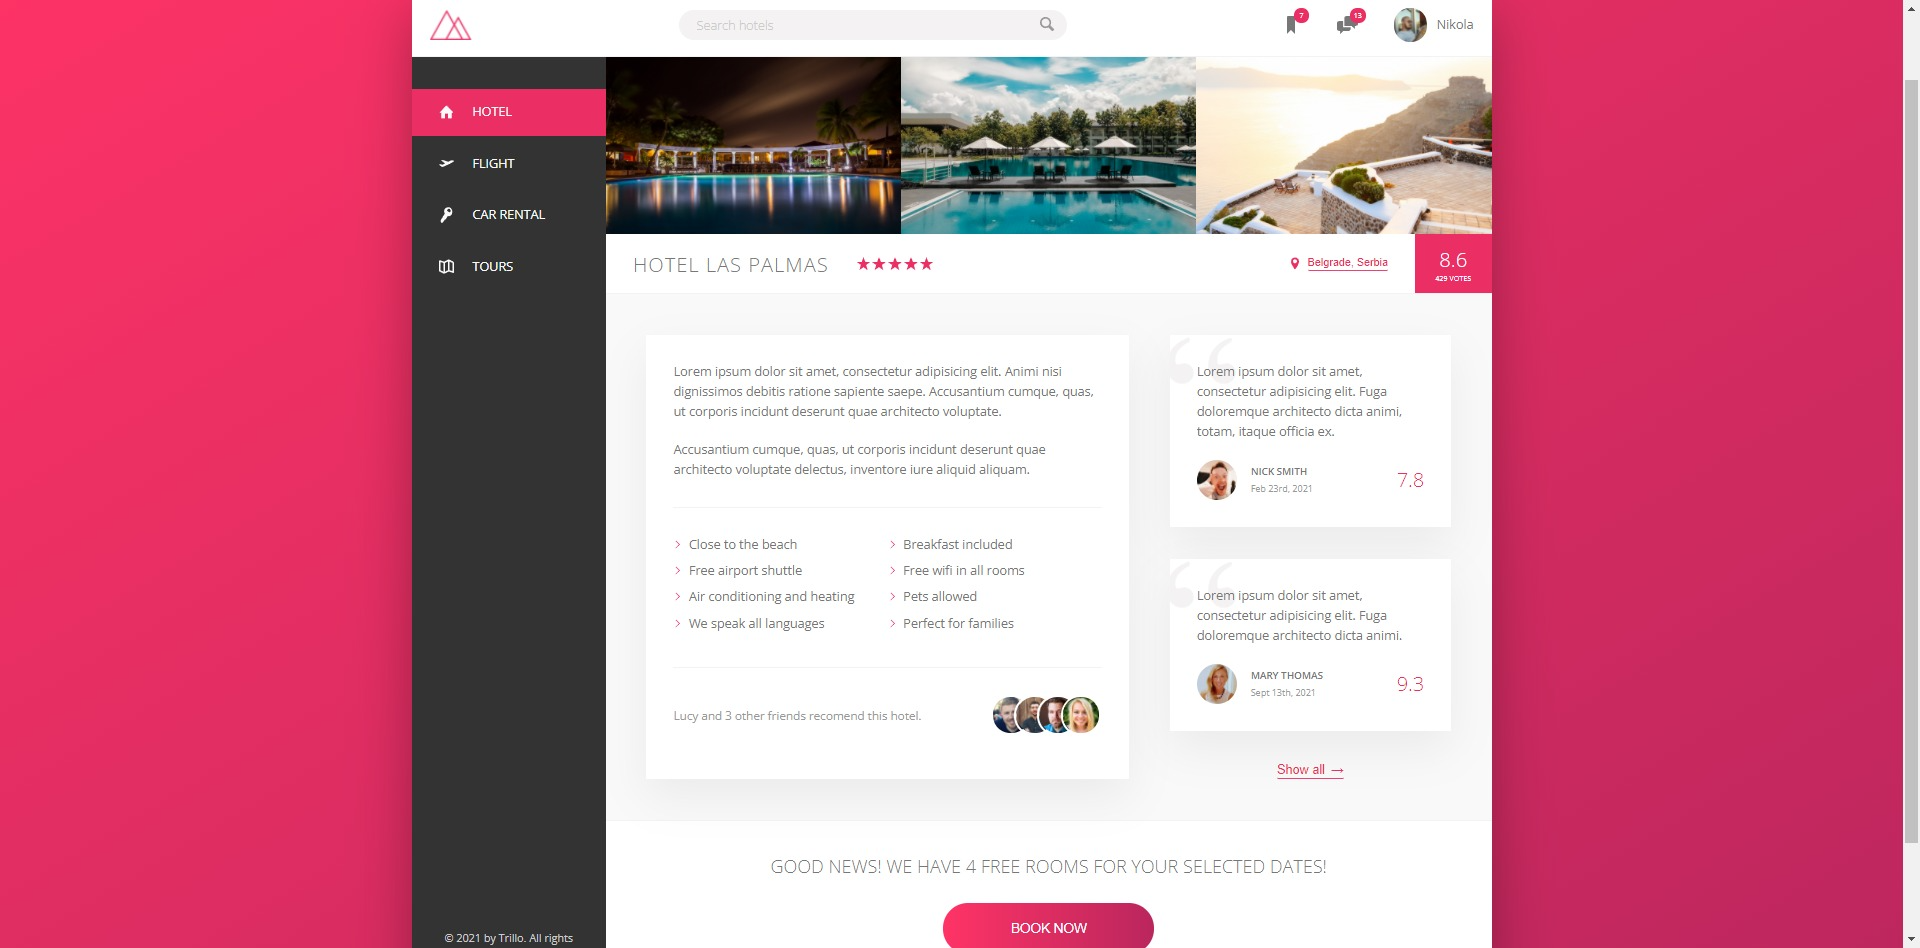 Search hotels
7
13
Nikola
HOTEL
FLIGHT
CAR RENTAL
TOURS
HOTEL LAS PALMAS
Belgrade, Serbia
8.6
429 VOTES
Lorem ipsum dolor sit amet, consectetur adipisicing elit. Animi nisi
dignissimos debitis ratione sapiente saepe. Accusantium cumque, quas,
ut corporis incidunt deserunt quae architecto voluptate.
Accusantium cumque, quas, ut corporis incidunt deserunt quae
architecto voluptate delectus, inventore iure aliquid aliquam.
Close to the beach
Free airport shuttle
Air conditioning and heating
We speak all languages
Breakfast included
Free wifi in all rooms
Pets allowed
Perfect for families
Lucy and 3 other friends recomend this hotel.
“
Lorem ipsum dolor sit amet,
consectetur adipisicing elit. Fuga
doloremque architecto dicta animi,
totam, itaque officia ex.
NICK SMITH
Feb 23rd, 2021
7.8
“
Lorem ipsum dolor sit amet,
consectetur adipisicing elit. Fuga
doloremque architecto dicta animi.
MARY THOMAS
Sept 13th, 2021
9.3
Show all →
GOOD NEWS! WE HAVE 4 FREE ROOMS FOR YOUR SELECTED DATES!
BOOK NOW
© 2021 by Trillo. All rights